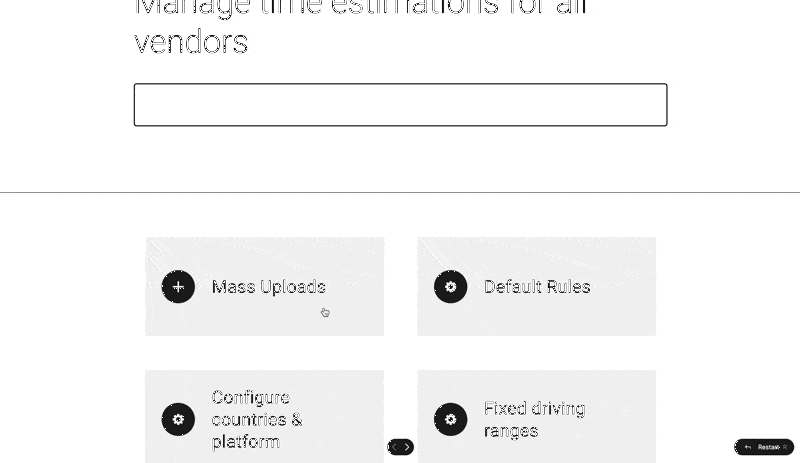 Manage time estimations for all
vendors
Mass Uploads
Default Rules
Configure
countries &
platform
Fixed driving
ranges
Restart R